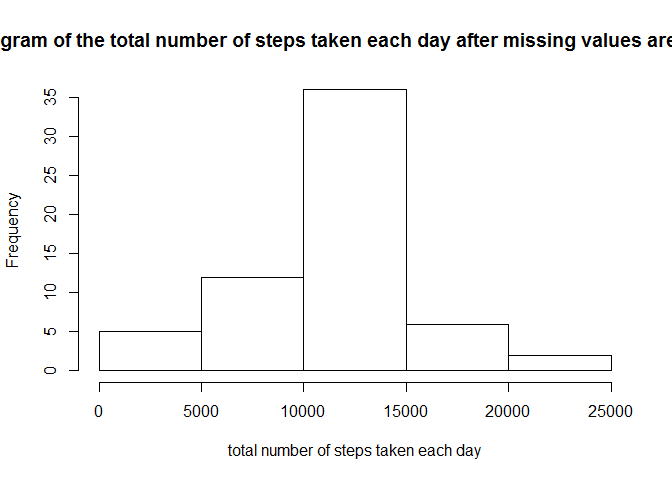 gram of the total number of steps taken each day after missing values are
Frequency
35
30
25
20
15
10
5
0
0 5000 10000 15000 20000 25000
total number of steps taken each day